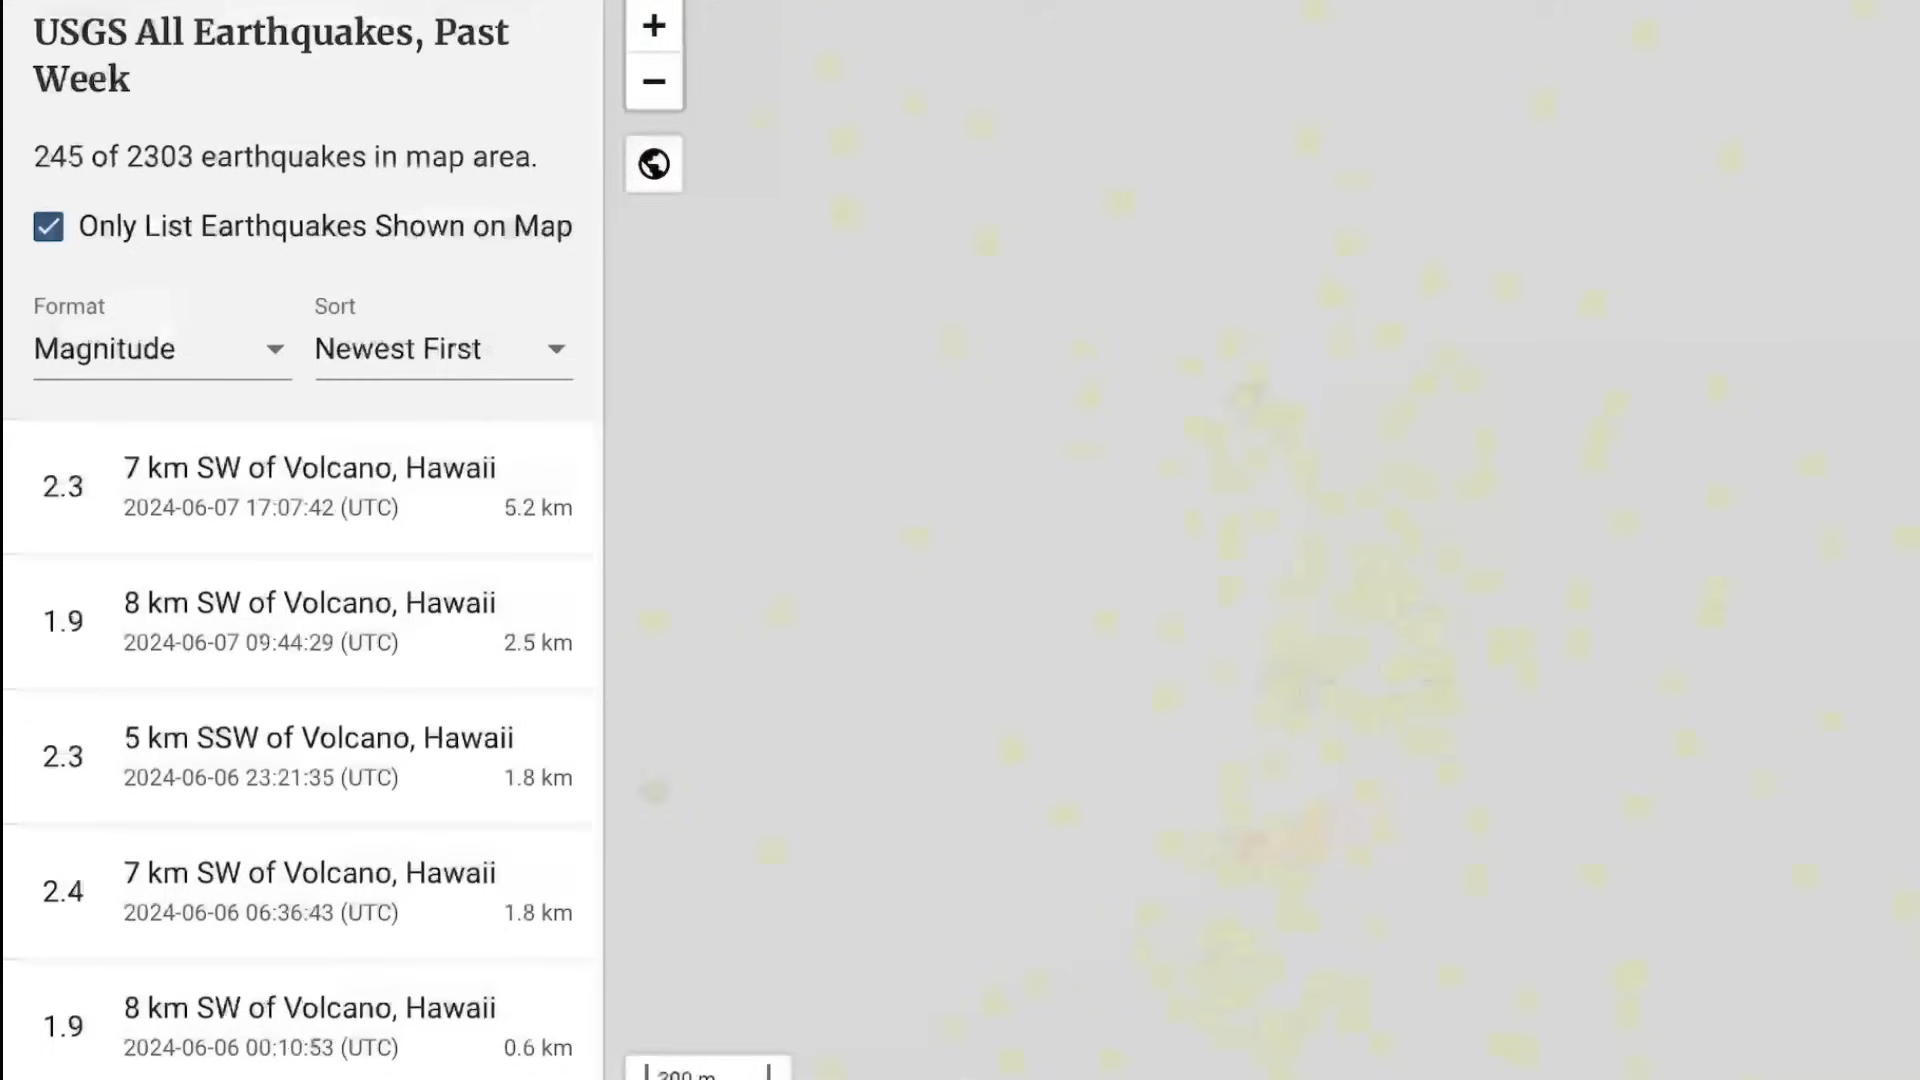 USGS All Earthquakes, Past
Week
245 of 2303 earthquakes in map area.
Only List Earthquakes Shown on Map
Format
Sort
Magnitude
Newest First
2.3
7 km SW of Volcano, Hawaii
2024-06-07 17:07:42 (UTC)
5.2 km
1.9
8 km SW of Volcano, Hawaii
2024-06-07 09:44:29 (UTC)
2.5 km
2.3
5 km SSW of Volcano, Hawaii
2024-06-06 23:21:35 (UTC)
1.8 km
2.4
7 km SW of Volcano, Hawaii
2024-06-06 06:36:43 (UTC)
1.8 km
1.9
8 km SW of Volcano, Hawaii
2024-06-06 00:10:53 (UTC)
0.6 km
+
−